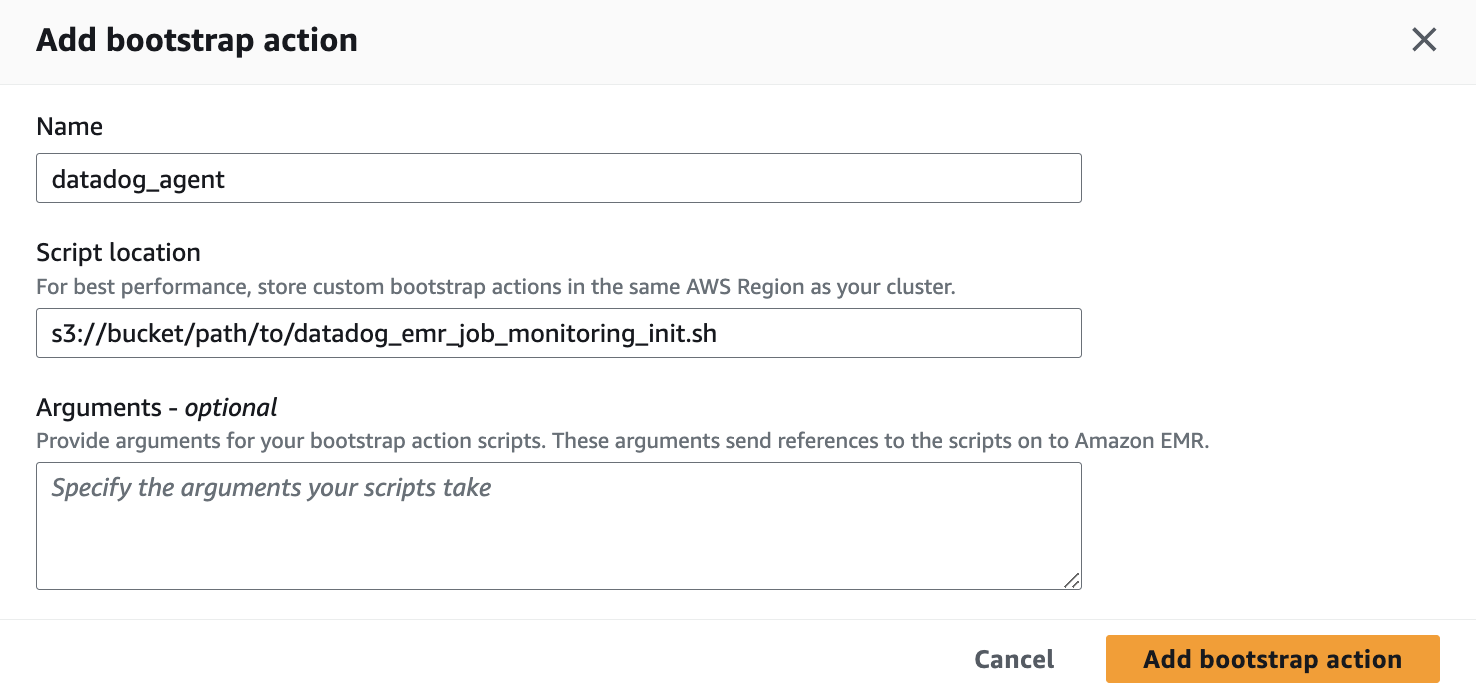 Add bootstrap action
Name
datadog_agent
Script location
For best performance, store custom bootstrap actions in the same AWS Region as your cluster.
s3://bucket/path/to/datadog_emr_job_monitoring_init.sh
Arguments - optional
Provide arguments for your bootstrap action scripts. These arguments send references to the scripts on to Amazon EMR.
Specify the arguments your scripts take
Cancel
Add bootstrap action